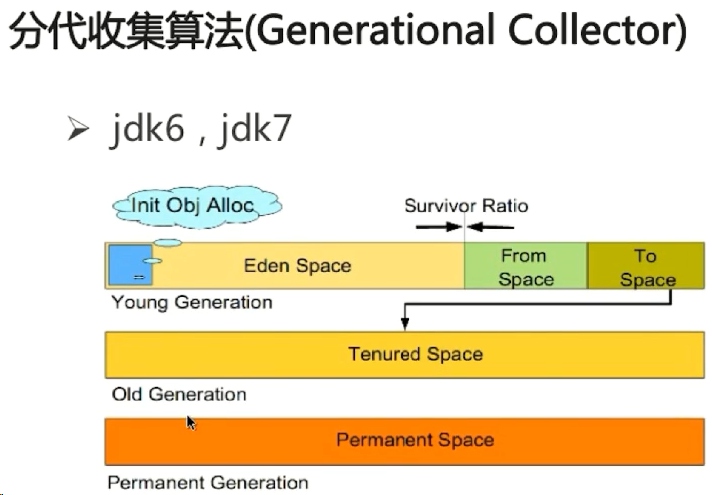 分代收集算法(Generational Collector)
jdk6，jdk7
Init Obj Alloc
Survivor Ratio
Eden Space
From
Space
To
Space
Young Generation
Tenured Space
Old Generation
Permanent Space
Permanent Generation